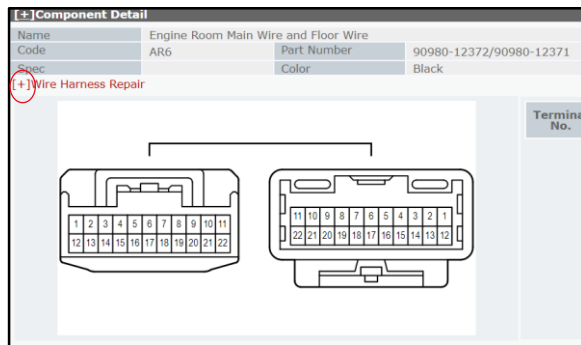 [+]Component Detail
Name Engine Room Main Wire and Floor Wire
Code AR6 Part Number 90980-12372/90980-12371
Spec Color Black
[+]Wire Harness Repair
Termina
No.
1 2 3 4 5 6 7 8 9 10 11
12 13 14 15 16 17 18 19 20 21 22
11 10 9 8 7 6 5 4 3 2 1
22 21 20 19 18 17 16 15 14 13 12